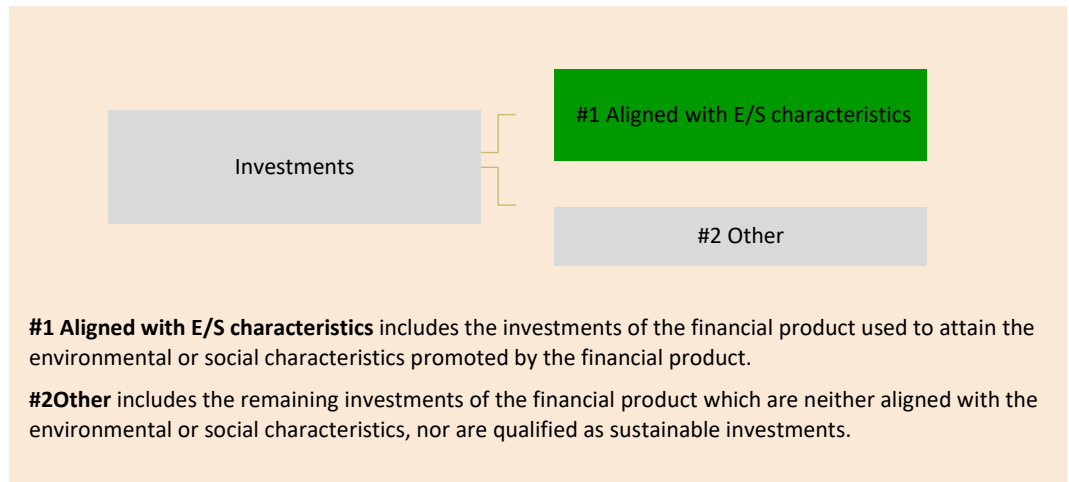 #1 Aligned with E/S characteristics
Investments
#2 Other
#1 Aligned with E/S characteristics includes the investments of the financial product used to attain the
environmental or social characteristics promoted by the financial product.
#2Other includes the remaining investments of the financial product which are neither aligned with the
environmental or social characteristics, nor are qualified as sustainable investments.